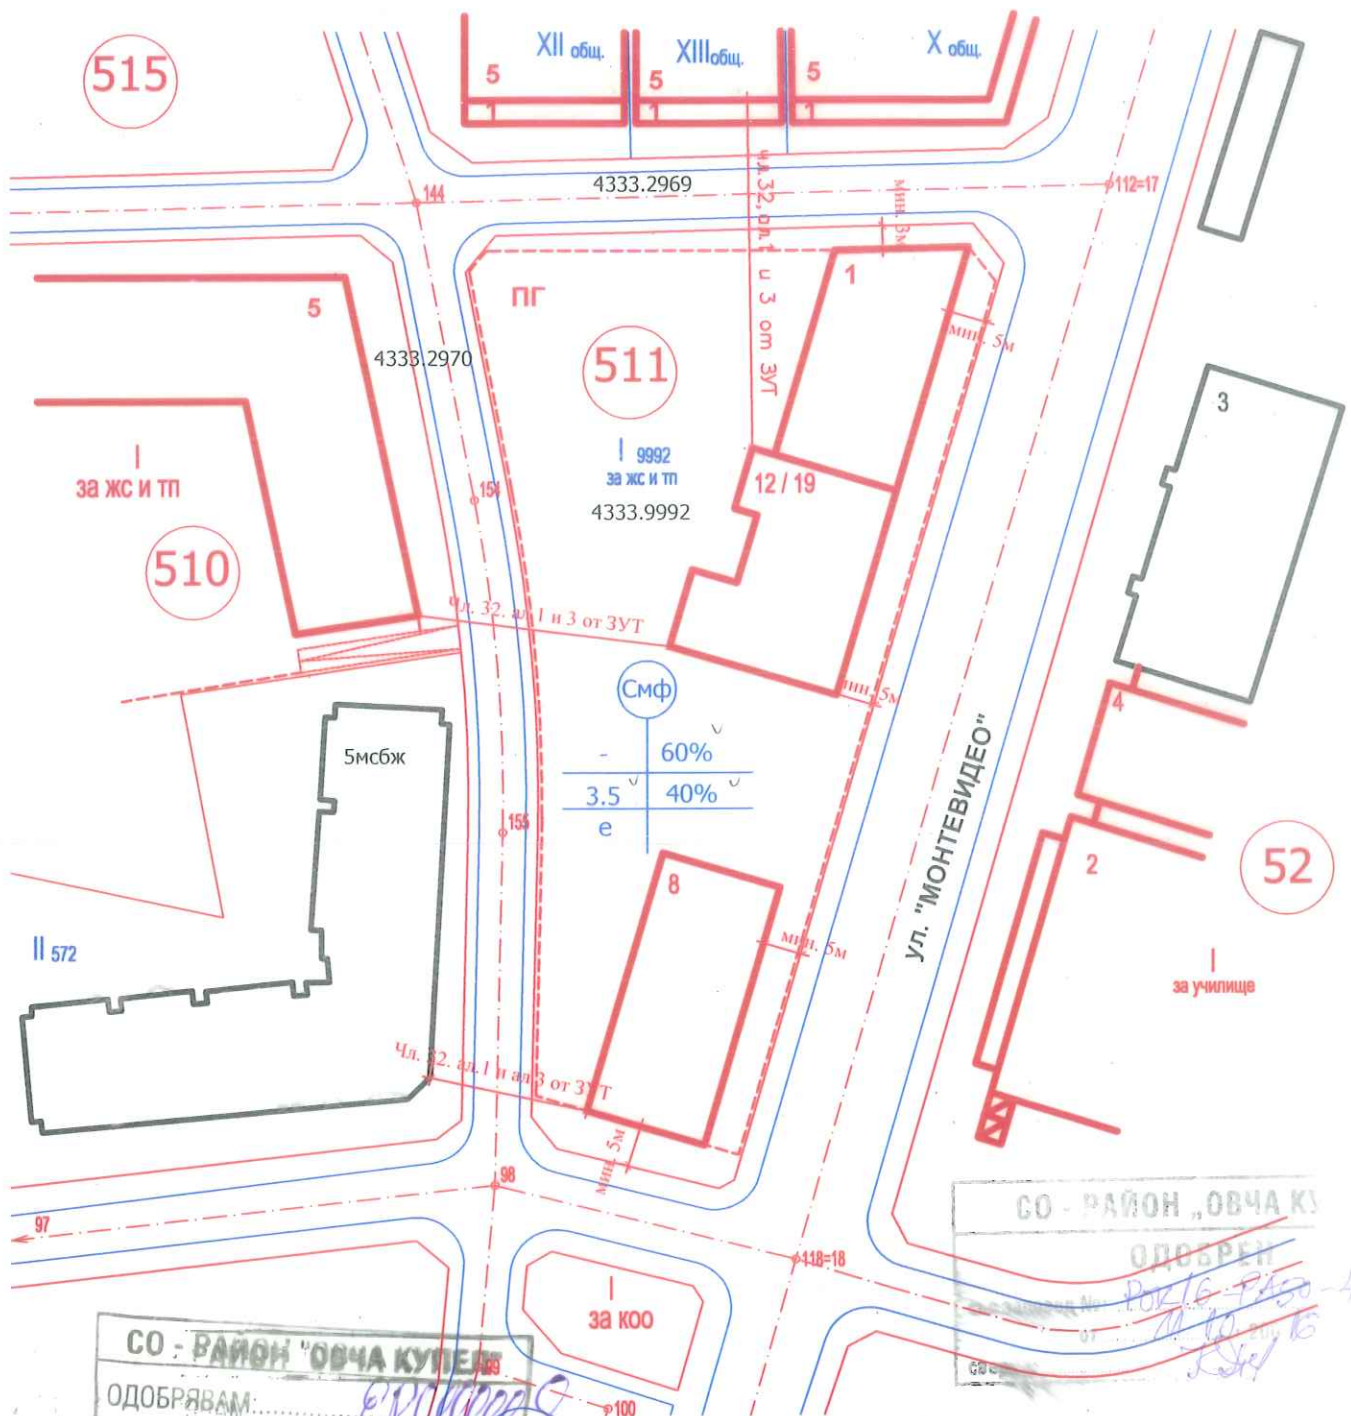 515
XII общ.
XIII общ.
X общ.
5
5
5
1
1
1
144
4333.2969
112=17
чл.32, ал.1 и 3 от ЗУТ
мин. 3м
5
ПГ
1
4333.2970
511
мин. 5м
3
I
за жс и тп
I 9992
за жс и тп
4333.9992
12 / 19
154
510
Чл. 32. ал 1 и 3 от ЗУТ
Смф
- 60%
3.5 40%
е
5м
4
5мсбж
ул. "МОНТЕВИДЕО"
155
52
2
8
II 572
мин. 5м
I
за училище
Чл. 32. ал.1 и ал 3 от ЗУТ
мин. 5м
98
97
118=18
I
за КОО
99
100
СО - РАЙОН "ОВЧА КУПЕЛ"
ОДОБРЯВАМ:
СО - РАЙОН „ОВЧА КУ
ОДОБРЕН